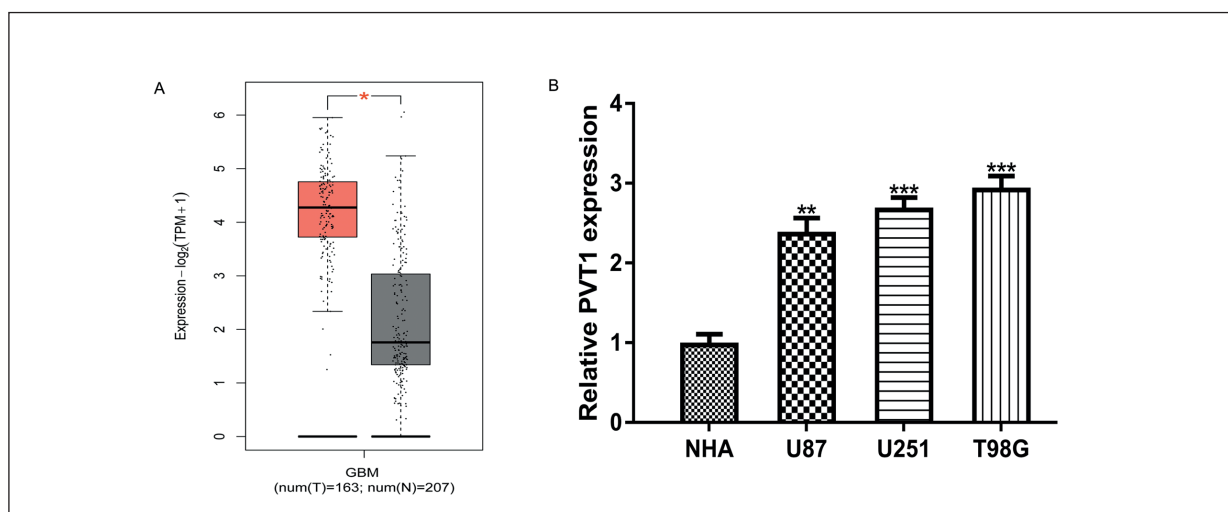 A
*
Expression – log₂(TPM + 1)
6
5
4
3
2
1
0
GBM
(num(T)=163; num(N)=207)
B
Relative PVT1 expression
4
3
2
1
0
**
***
***
NHA U87 U251 T98G